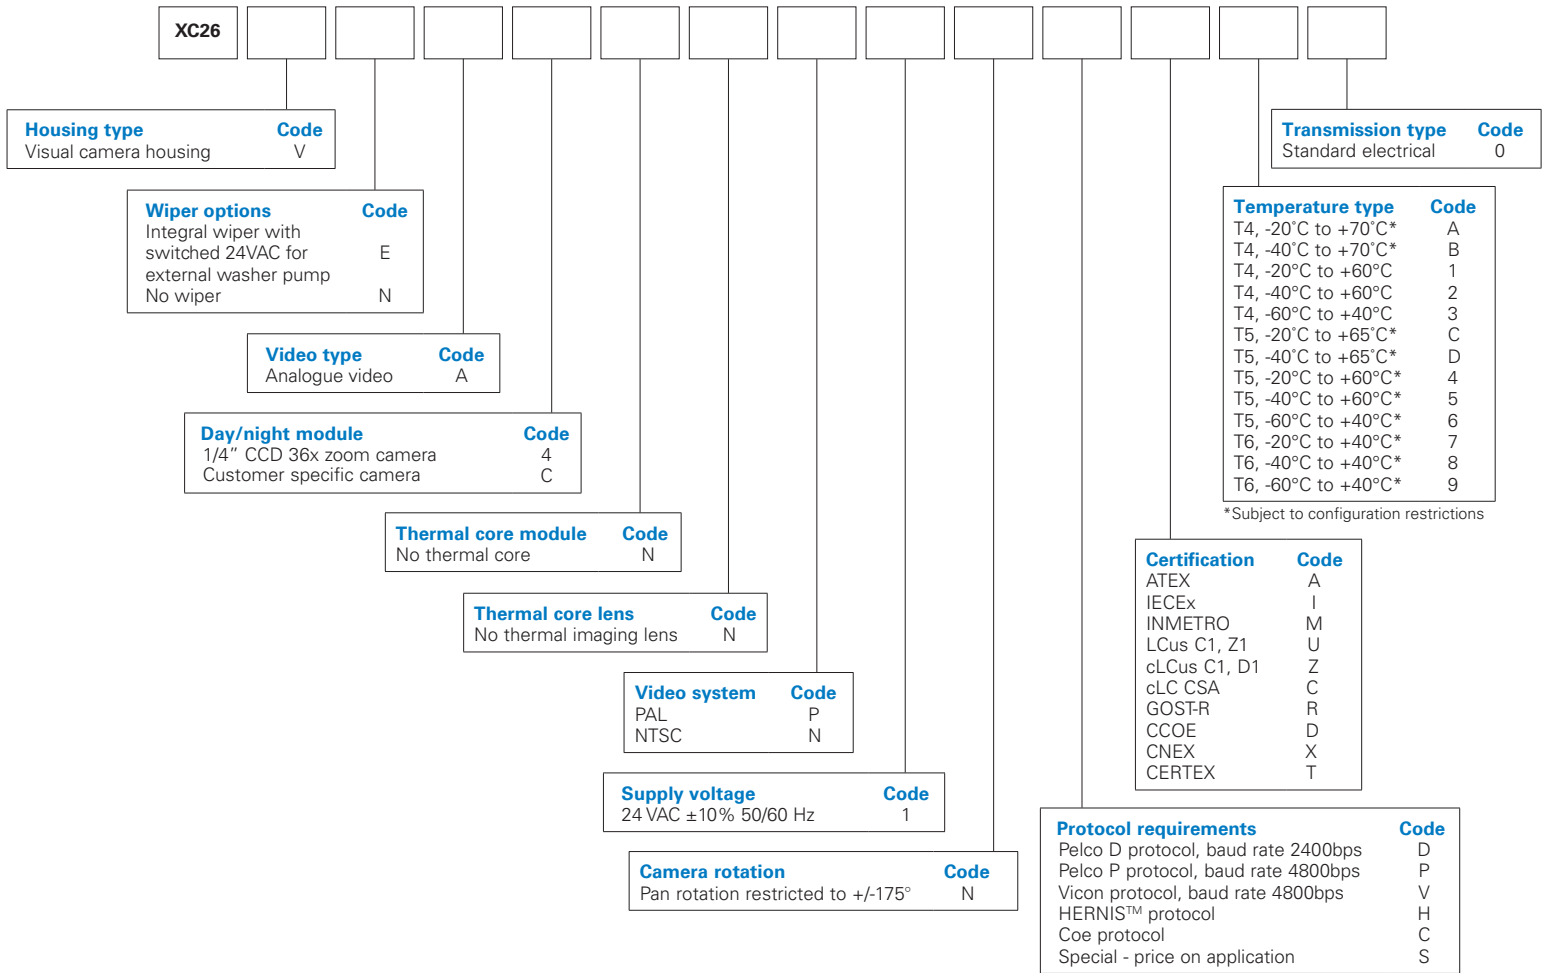 XC26
Housing type Code
Visual camera housing V
Transmission type Code
Standard electrical 0
Wiper options Code
Integral wiper with
switched 24VAC for E
external washer pump
No wiper N
Temperature type Code
T4, -20˚C to +70˚C* A
T4, -40˚C to +70˚C* B
T4, -20°C to +60°C 1
T4, -40°C to +60°C 2
T4, -60°C to +40°C 3
T5, -20˚C to +65˚C* C
T5, -40˚C to +65˚C* D
T5, -20°C to +60°C* 4
T5, -40°C to +60°C* 5
T5, -60°C to +40°C* 6
T6, -20°C to +40°C* 7
T6, -40°C to +40°C* 8
T6, -60°C to +40°C* 9
*Subject to configuration restrictions
Video type Code
Analogue video A
Day/night module Code
1/4” CCD 36x zoom camera 4
Customer specific camera C
Thermal core module Code
No thermal core N
Thermal core lens Code
No thermal imaging lens N
Certification Code
ATEX A
IECEx I
INMETRO M
LCus C1, Z1 U
cLCus C1, D1 Z
cLC CSA C
GOST-R R
CCOE D
CNEX X
CERTEX T
Video system Code
PAL P
NTSC N
Supply voltage Code
24 VAC ±10% 50/60 Hz 1
Camera rotation Code
Pan rotation restricted to +/-175° N
Protocol requirements Code
Pelco D protocol, baud rate 2400bps D
Pelco P protocol, baud rate 4800bps P
Vicon protocol, baud rate 4800bps V
HERNIS™ protocol H
Coe protocol C
Special - price on application S